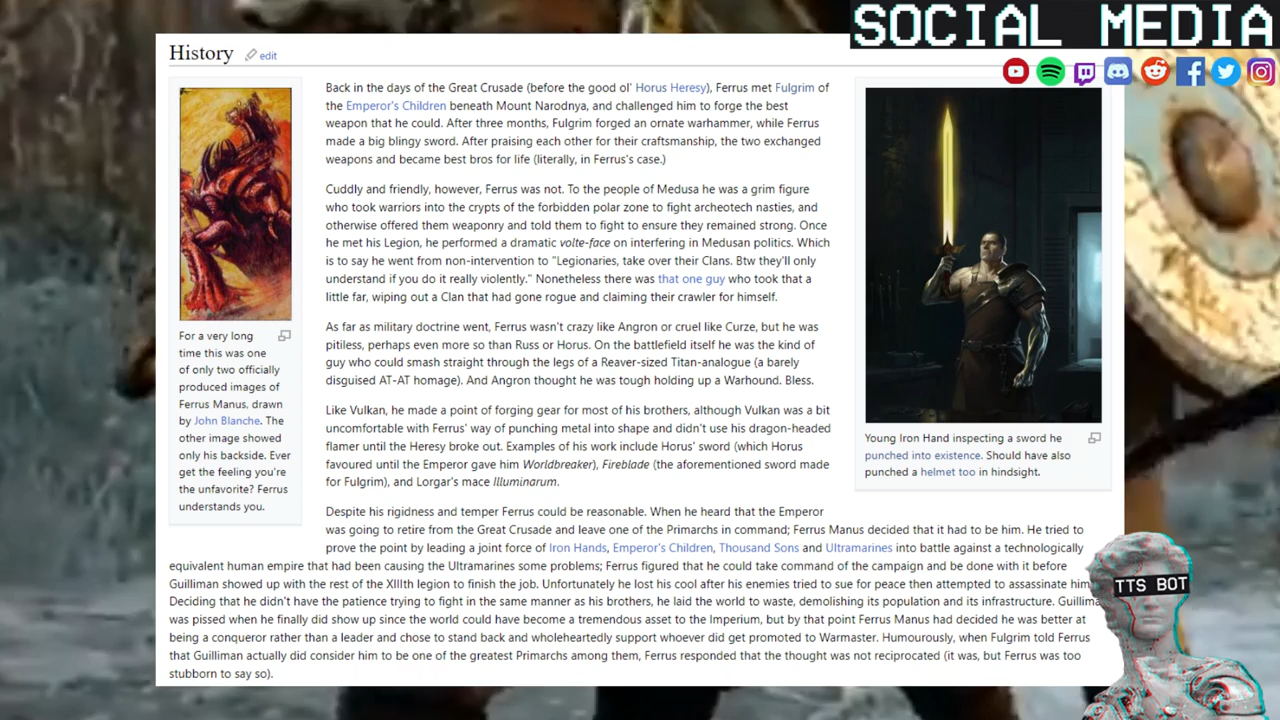 SOCIAL MEDIA
History
edit
For a very long
time this was one
of only two officially
produced images of
Ferrus Manus, drawn
by John Blanche. The
other image showed
only his backside. Ever
get the feeling you're
the unfavorite? Ferrus
understands you.
Back in the days of the Great Crusade (before the good ol' Horus Heresy), Ferrus met Fulgrim of
the Emperor's Children beneath Mount Narodnya, and challenged him to forge the best
weapon that he could. After three months, Fulgrim forged an ornate warhammer, while Ferrus
made a big blingy sword. After praising each other for their craftsmanship, the two exchanged
weapons and became best bros for life (literally, in Ferrus's case.)
Cuddly and friendly, however, Ferrus was not. To the people of Medusa he was a grim figure
who took warriors into the crypts of the forbidden polar zone to fight archeotech nasties, and
otherwise offered them weaponry and told them to fight to ensure they remained strong. Once
he met his Legion, he performed a dramatic volte-face on interfering in Medusan politics. Which
is to say he went from non-intervention to "Legionaries, take over their Clans. Btw they'll only
understand if you do it really violently." Nonetheless there was that one guy who took that a
little far, wiping out a Clan that had gone rogue and claiming their crawler for himself.
As far as military doctrine went, Ferrus wasn't crazy like Angron or cruel like Curze, but he was
pitiless, perhaps even more so than Russ or Horus. On the battlefield itself he was the kind of
guy who could smash straight through the legs of a Reaver-sized Titan-analogue (a barely
disguised AT-AT homage). And Angron thought he was tough holding up a Warhound. Bless.
Like Vulkan, he made a point of forging gear for most of his brothers, although Vulkan was a bit
uncomfortable with Ferrus' way of punching metal into shape and didn't use his dragon-headed
flamer until the Heresy broke out. Examples of his work include Horus' sword (which Horus
favoured until the Emperor gave him Worldbreaker), Fireblade (the aforementioned sword made
for Fulgrim), and Lorgar's mace Illuminarum.
Young Iron Hand inspecting a sword he
punched into existence. Should have also
punched a helmet too in hindsight.
Despite his rigidness and temper Ferrus could be reasonable. When he heard that the Emperor
was going to retire from the Great Crusade and leave one of the Primarchs in command; Ferrus Manus decided that it had to be him. He tried to
prove the point by leading a joint force of Iron Hands, Emperor's Children, Thousand Sons and Ultramarines into battle against a technologically
equivalent human empire that had been causing the Ultramarines some problems; Ferrus figured that he could take command of the campaign and be done with it before
Guilliman showed up with the rest of the XIIIth legion to finish the job. Unfortunately he lost his cool after his enemies tried to sue for peace then attempted to assassinate him
Deciding that he didn't have the patience trying to fight in the same manner as his brothers, he laid the world to waste, demolishing its population and its infrastructure. Guillima
was pissed when he finally did show up since the world could have become a tremendous asset to the Imperium, but by that point Ferrus Manus had decided he was better at
being a conqueror rather than a leader and chose to stand back and wholeheartedly support whoever did get promoted to Warmaster. Humourously, when Fulgrim told Ferrus
that Guilliman actually did consider him to be one of the greatest Primarchs among them, Ferrus responded that the thought was not reciprocated (it was, but Ferrus was too
stubborn to say so).
TTS BOT